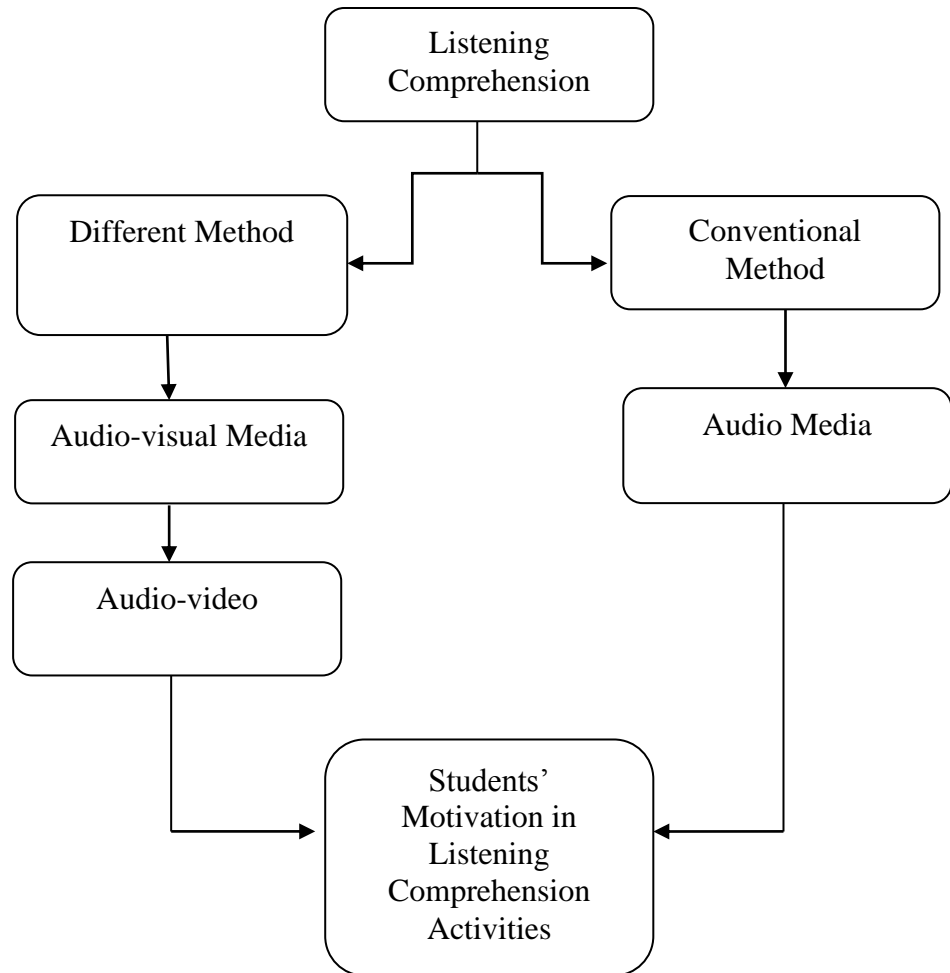 Listening
Comprehension
Different Method
Conventional
Method
Audio-visual Media
Audio Media
Audio-video
Students’
Motivation in
Listening
Comprehension
Activities